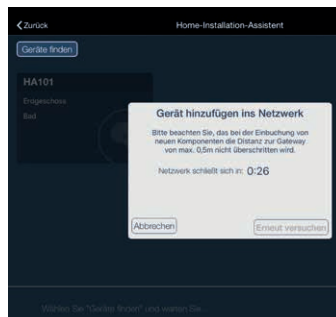 Zurück
Home-Installation-Assistent
Geräte finden
HA101
Erdgeschoss
Bad
Gerät hinzufügen ins Netzwerk
Bitte beachten Sie, das bei der Einbuchung von
neuen Komponenten die Distanz zur Gateway
von max. 0,5m nicht überschritten wird.
Netzwerk schließt sich in: 0:26
Abbrechen
Erneut versuchen
Wählen Sie "Geräte finden" und warten Sie